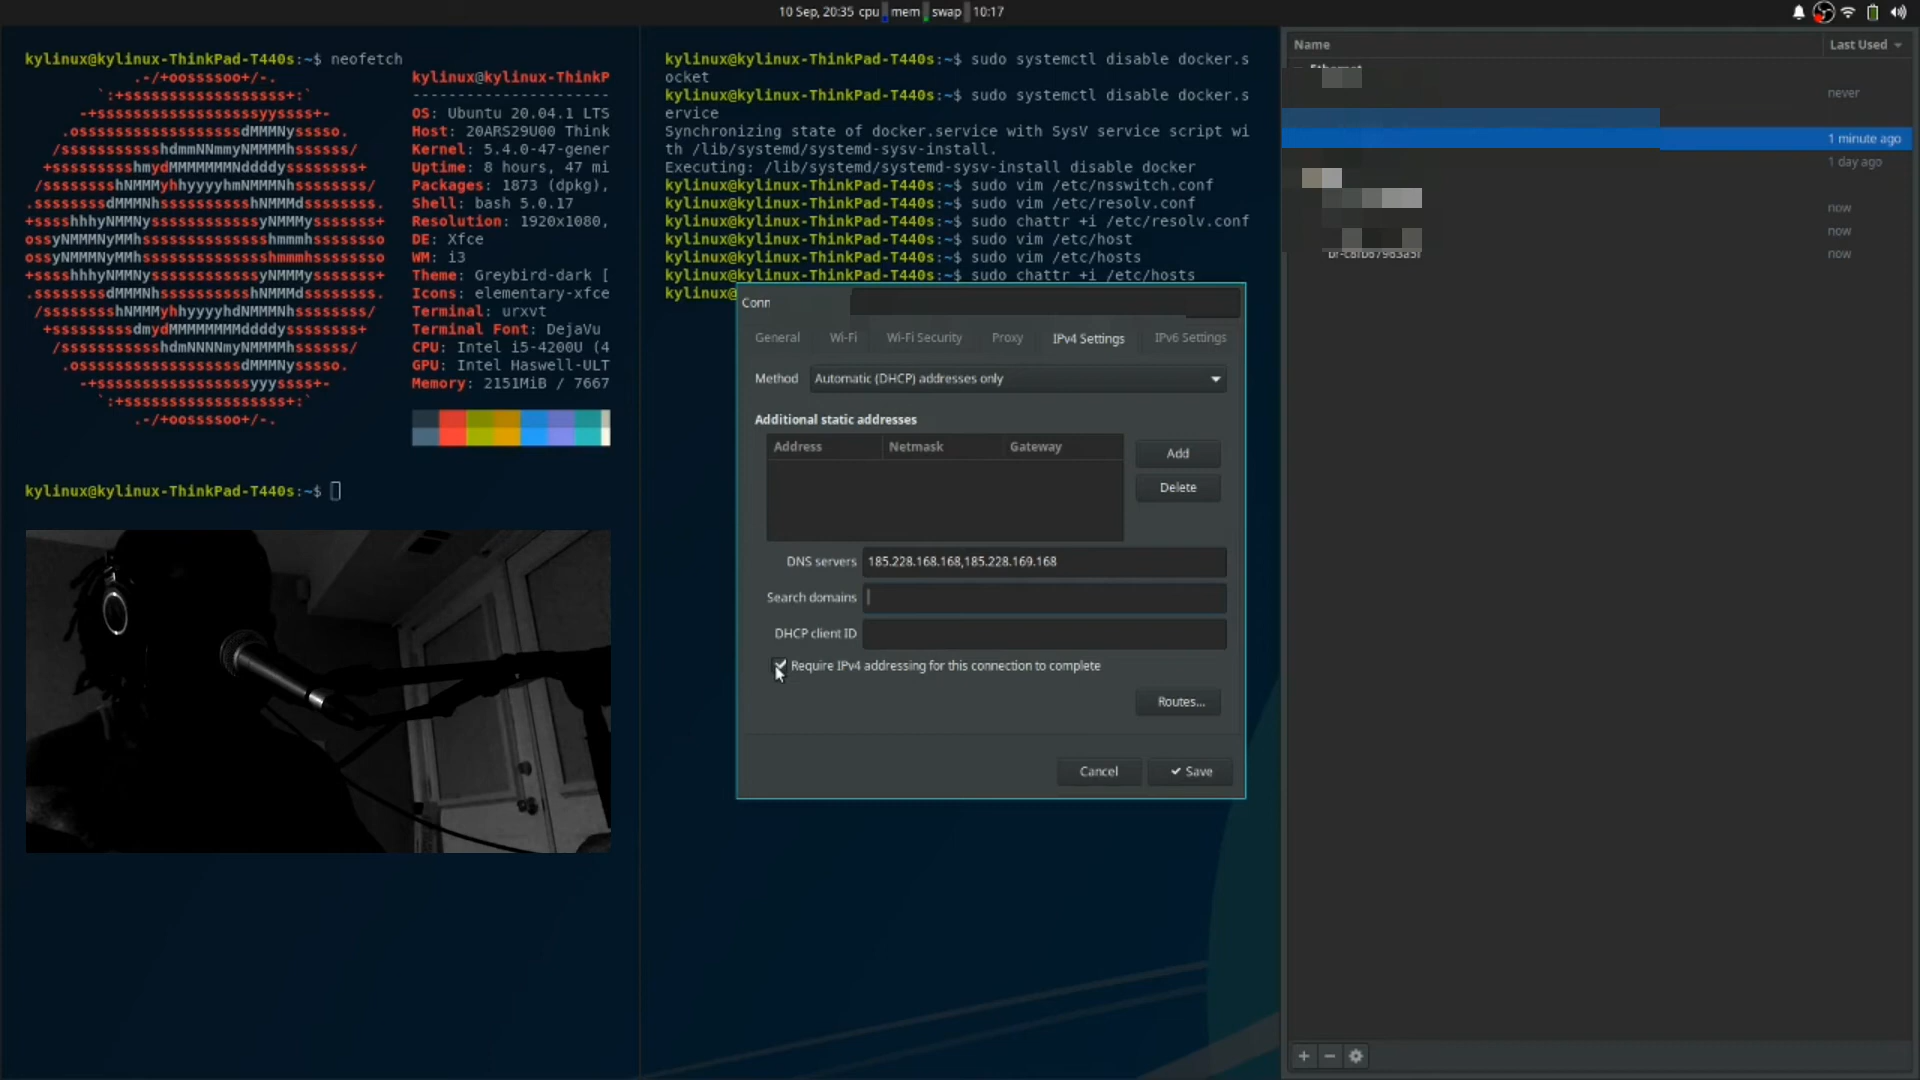 10 Sep, 20:35 cpu mem swap 10:17
kylinux@kylinux-ThinkPad-T440s:~$ neofetch
kylinux@kylinux-ThinkP
----------------------
OS: Ubuntu 20.04.1 LTS
Host: 20ARS29U00 Think
Kernel: 5.4.0-47-gener
Uptime: 8 hours, 47 mi
Packages: 1873 (dpkg),
Shell: bash 5.0.17
Resolution: 1920x1080,
DE: Xfce
WM: i3
Theme: Greybird-dark [
Icons: elementary-xfce
Terminal: urxvt
Terminal Font: DejaVu
CPU: Intel i5-4200U (4
GPU: Intel Haswell-ULT
Memory: 2151MiB / 7667
kylinux@kylinux-ThinkPad-T440s:~$
kylinux@kylinux-ThinkPad-T440s:~$ sudo systemctl disable docker.s
ocket
kylinux@kylinux-ThinkPad-T440s:~$ sudo systemctl disable docker.s
ervice
Synchronizing state of docker.service with SysV service script wi
th /lib/systemd/systemd-sysv-install.
Executing: /lib/systemd/systemd-sysv-install disable docker
kylinux@kylinux-ThinkPad-T440s:~$ sudo vim /etc/nsswitch.conf
kylinux@kylinux-ThinkPad-T440s:~$ sudo vim /etc/resolv.conf
kylinux@kylinux-ThinkPad-T440s:~$ sudo chattr +i /etc/resolv.conf
kylinux@kylinux-ThinkPad-T440s:~$ sudo vim /etc/host
kylinux@kylinux-ThinkPad-T440s:~$ sudo vim /etc/hosts
kylinux@kylinux-ThinkPad-T440s:~$ sudo chattr +i /etc/hosts
kylinux@
Conn
General Wi-Fi Wi-Fi Security Proxy IPv4 Settings IPv6 Settings
Method Automatic (DHCP) addresses only
Additional static addresses
Address Netmask Gateway
Add
Delete
DNS servers 185.228.168.168,185.228.169.168
Search domains
DHCP client ID
Require IPv4 addressing for this connection to complete
Routes...
Cancel Save
Name Last Used
Ethernet
never
1 minute ago
1 day ago
now
now
br-c8fb67983a5f now